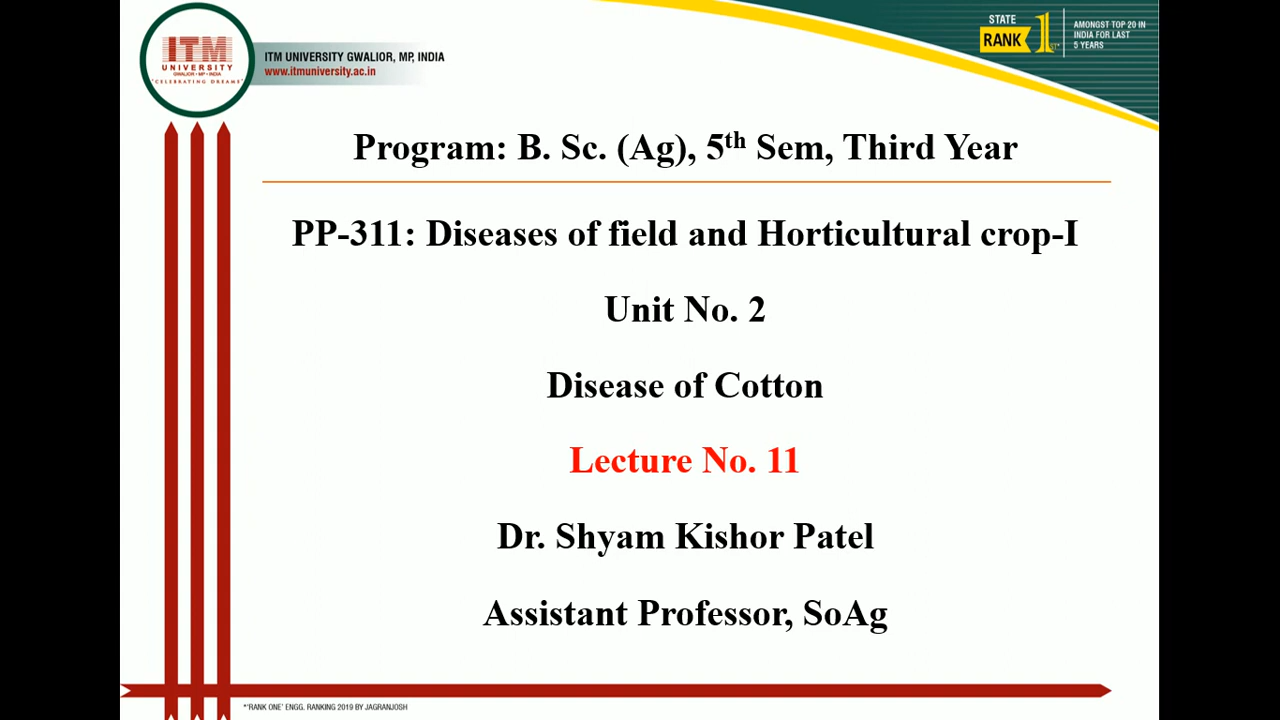 ITM
UNIVERSITY
GWALIOR • MP • INDIA
"CELEBRATING DREAMS"
ITM UNIVERSITY GWALIOR, MP, INDIA
www.itmuniversity.ac.in
STATE
RANK 1ST*
AMONGST TOP 20 IN
INDIA FOR LAST
5 YEARS
Program: B. Sc. (Ag), 5th Sem, Third Year
PP-311: Diseases of field and Horticultural crop-I
Unit No. 2
Disease of Cotton
Lecture No. 11
Dr. Shyam Kishor Patel
Assistant Professor, SoAg
*'RANK ONE' ENGG. RANKING 2019 BY JAGRANJOSH